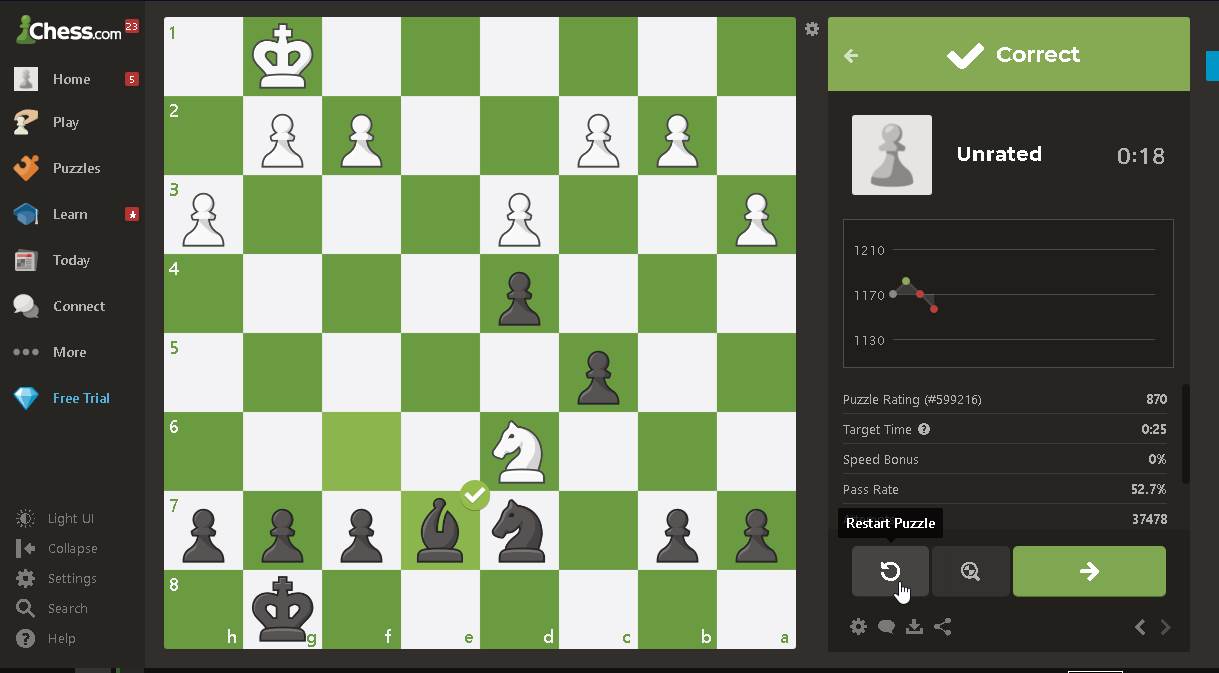 Chess.com 23
Home 5
Play
Puzzles
Learn
Today
Connect
More
Free Trial
Light UI
Collapse
Settings
Search
Help
1
2
3
4
5
6
7
8
h g f e d c b a
Correct
Unrated 0:18
1210
1170
1130
Puzzle Rating (#599216) 870
Target Time ? 0:25
Speed Bonus 0%
Pass Rate 52.7%
37478
Restart Puzzle